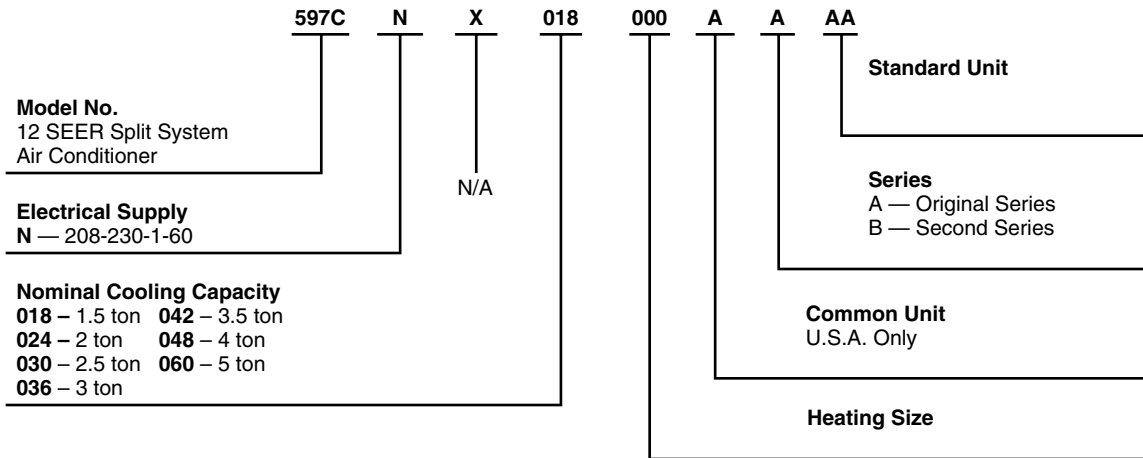 597C N X 018 000 A A AA
Standard Unit
Model No.
12 SEER Split System
Air Conditioner
N/A
Series
A — Original Series
B — Second Series
Electrical Supply
N — 208-230-1-60
Nominal Cooling Capacity
018 – 1.5 ton 042 – 3.5 ton
024 – 2 ton 048 – 4 ton
030 – 2.5 ton 060 – 5 ton
036 – 3 ton
Common Unit
U.S.A. Only
Heating Size